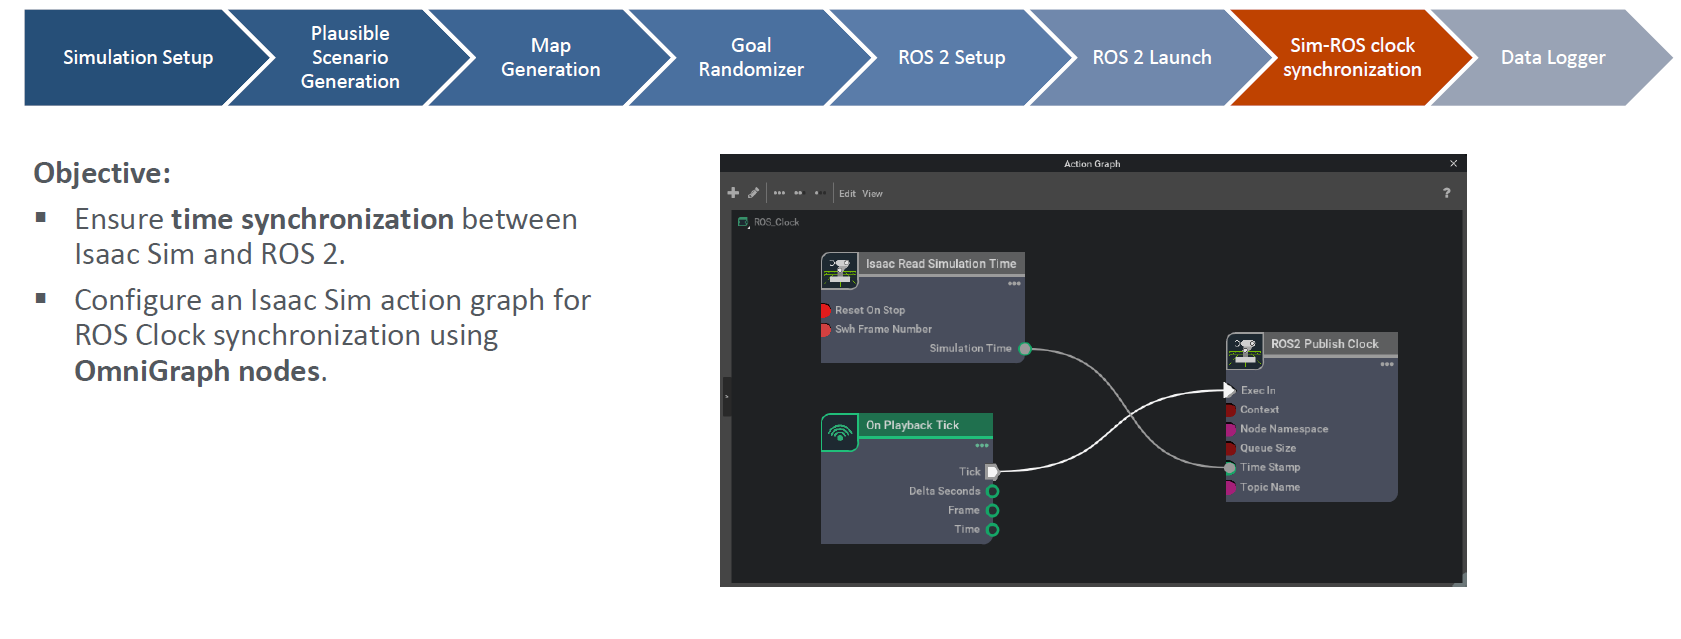 Simulation Setup
Plausible
Scenario
Generation
Map
Generation
Goal
Randomizer
ROS 2 Setup
ROS 2 Launch
Sim-ROS clock
synchronization
Data Logger
Objective:
▪ Ensure time synchronization between
Isaac Sim and ROS 2.
▪ Configure an Isaac Sim action graph for
ROS Clock synchronization using
OmniGraph nodes.
Action Graph
Edit View
?
ROS_Clock
Isaac Read Simulation Time
Reset On Stop
Swh Frame Number
Simulation Time
On Playback Tick
Tick
Delta Seconds
Frame
Time
ROS2 Publish Clock
Exec In
Context
Node Namespace
Queue Size
Time Stamp
Topic Name